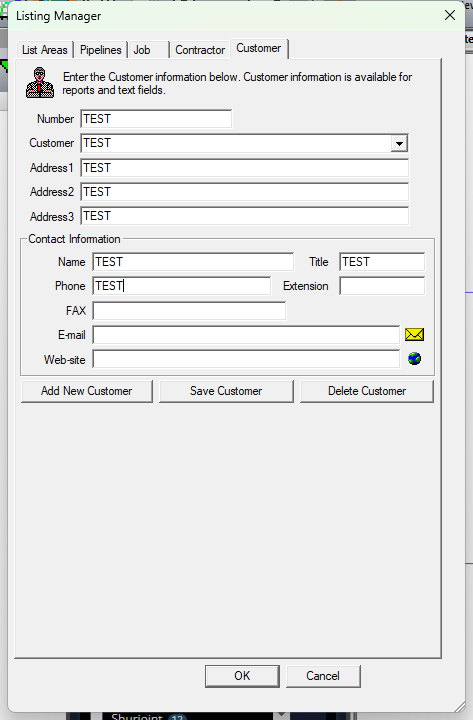 Listing Manager
List Areas Pipelines Job Contractor Customer
Enter the Customer information below. Customer information is available for
reports and text fields.
Number TEST
Customer TEST
Address1 TEST
Address2 TEST
Address3 TEST
Contact Information
Name TEST Title TEST
Phone TEST Extension
FAX
E-mail
Web-site
Add New Customer Save Customer Delete Customer
OK Cancel
Shurjoint 12